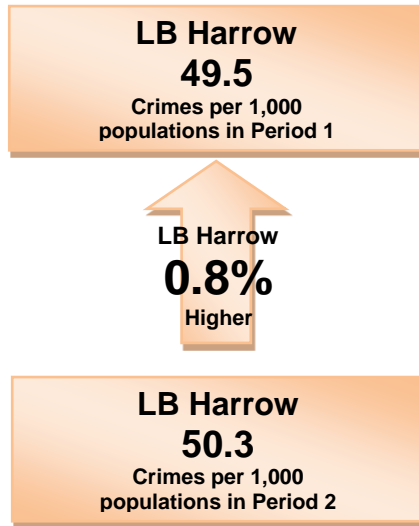 LB Harrow
49.5
Crimes per 1,000
populations in Period 1
LB Harrow
0.8%
Higher
LB Harrow
50.3
Crimes per 1,000
populations in Period 2